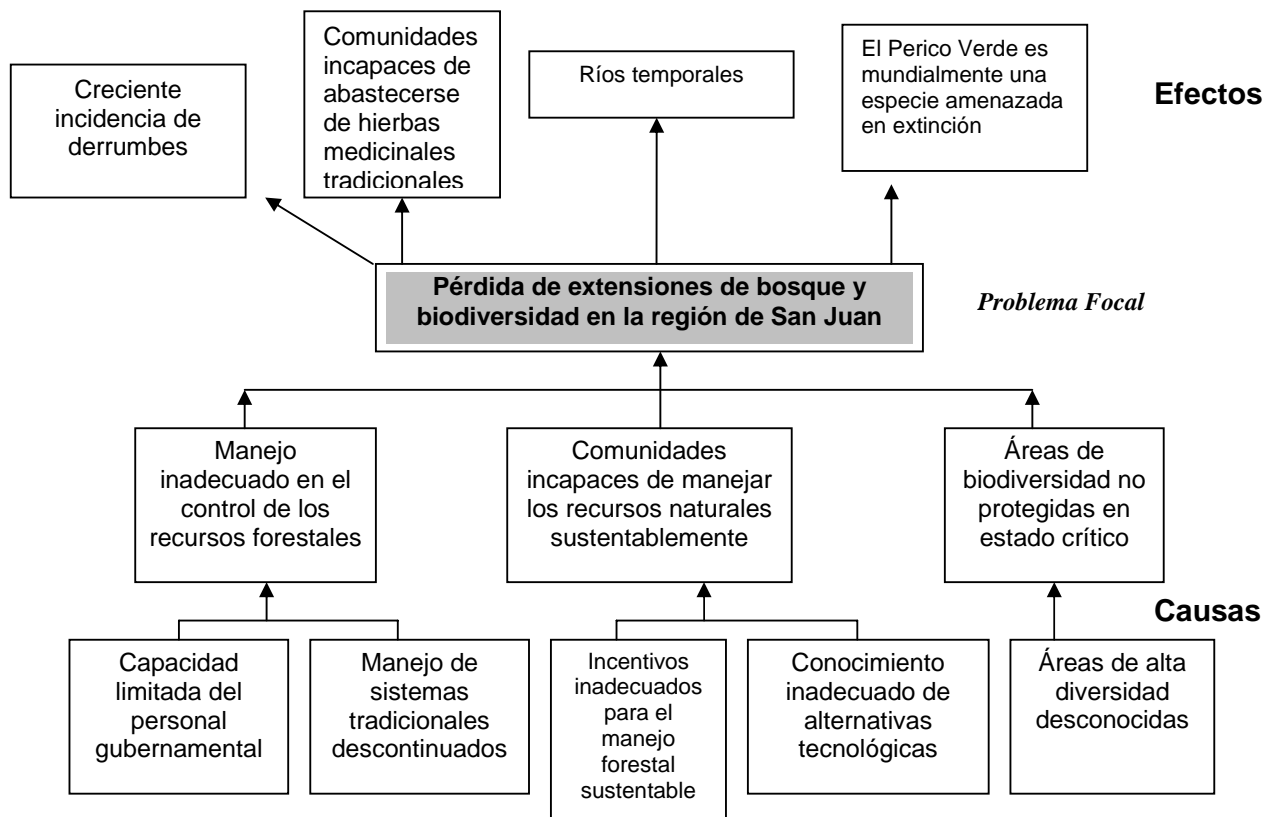 Creciente
incidencia de
derrumbes
Comunidades
incapaces de
abastecerse
de hierbas
medicinales
tradicionales
Ríos temporales
El Perico Verde es
mundialmente una
especie amenazada
en extinción
Efectos
Pérdida de extensiones de bosque y
biodiversidad en la región de San Juan
Problema Focal
Manejo
inadecuado en el
control de los
recursos forestales
Comunidades
incapaces de manejar
los recursos naturales
sustentablemente
Áreas de
biodiversidad no
protegidas en
estado crítico
Causas
Capacidad
limitada del
personal
gubernamental
Manejo de
sistemas
tradicionales
descontinuados
Incentivos
inadecuados
para el
manejo
forestal
sustentable
Conocimiento
inadecuado de
alternativas
tecnológicas
Áreas de alta
diversidad
desconocidas